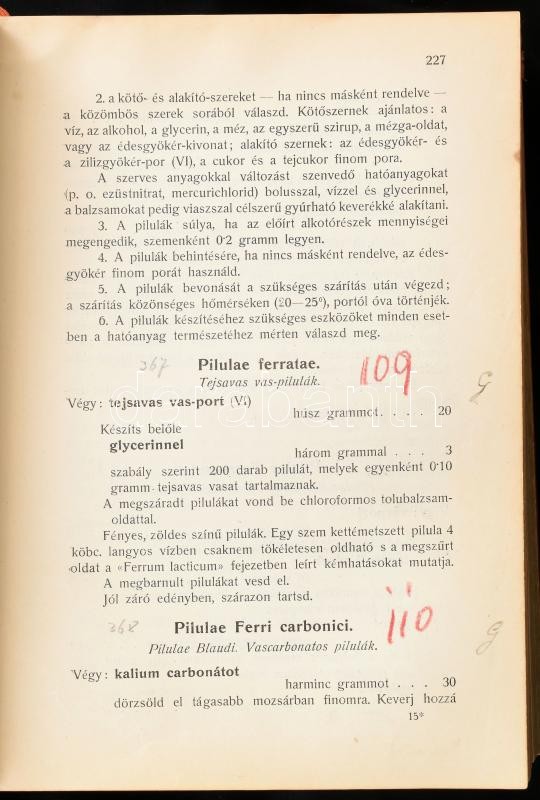 227
2. a kötő- és alakító-szereket — ha nincs másként rendelve —
a közömbös szerek sorából válaszd. Kötőszernek ajánlatos: a
víz, az alkohol, a glycerin, a méz, az egyszerű szirup, a mézga-oldat,
vagy az édesgyökér-kivonat; alakító szernek: az édesgyökér- és
a zilizgyökér-por (VI), a cukor és a tejcukor finom pora.
A szerves anyagokkal változást szenvedő hatóanyagokat
(p. o. ezüstnitrat, mercurichlorid) bolusszal, vízzel és glycerinnel,
a balzsamokat pedig viaszszal célszerű gyúrható keverékké alakítani.
3. A pilulák súlya, ha az előírt alkotórészek mennyiségei
megengedik, szemenként 0·2 gramm legyen.
4. A pilulák behintésére, ha nincs másként rendelve, az édes-
gyökér finom porát használd.
5. A pilulák bevonását a szükséges szárítás után végezd;
a szárítás közönséges hőmérséken (20—25°), portól óva történjék.
6. A pilulák készítéséhez szükséges eszközöket minden eset-
ben a hatóanyag természetéhez mérten válaszd meg.
367 Pilulae ferratae. 109
Tejsavas vas-pilulák.
Végy: tejsavas vas-port (VI)
húsz grammot. . . . 20
Készíts belőle
glycerinnel
három grammal . . . 3
szabály szerint 200 darab pilulát, melyek egyenként 0·10
gramm tejsavas vasat tartalmaznak.
A megszáradt pilulákat vond be chloroformos tolubalzsam-
oldattal.
Fényes, zöldes színű pilulák. Egy szem kettémetszett pilula 4
köbc. langyos vízben csaknem tökéletesen oldható s a megszűrt
oldat a «Ferrum lacticum» fejezetben leírt kémhatásokat mutatja.
A megbarnult pilulákat vesd el.
Jól záró edényben, szárazon tartsd.
368 Pilulae Ferri carbonici. 110
Pilulae Blaudi. Vascarbonatos pilulák.
Végy: kalium carbonátot
harminc grammot . . . 30
dörzsöld el tágasabb mozsárban finomra. Keverj hozzá
15*
darabanth